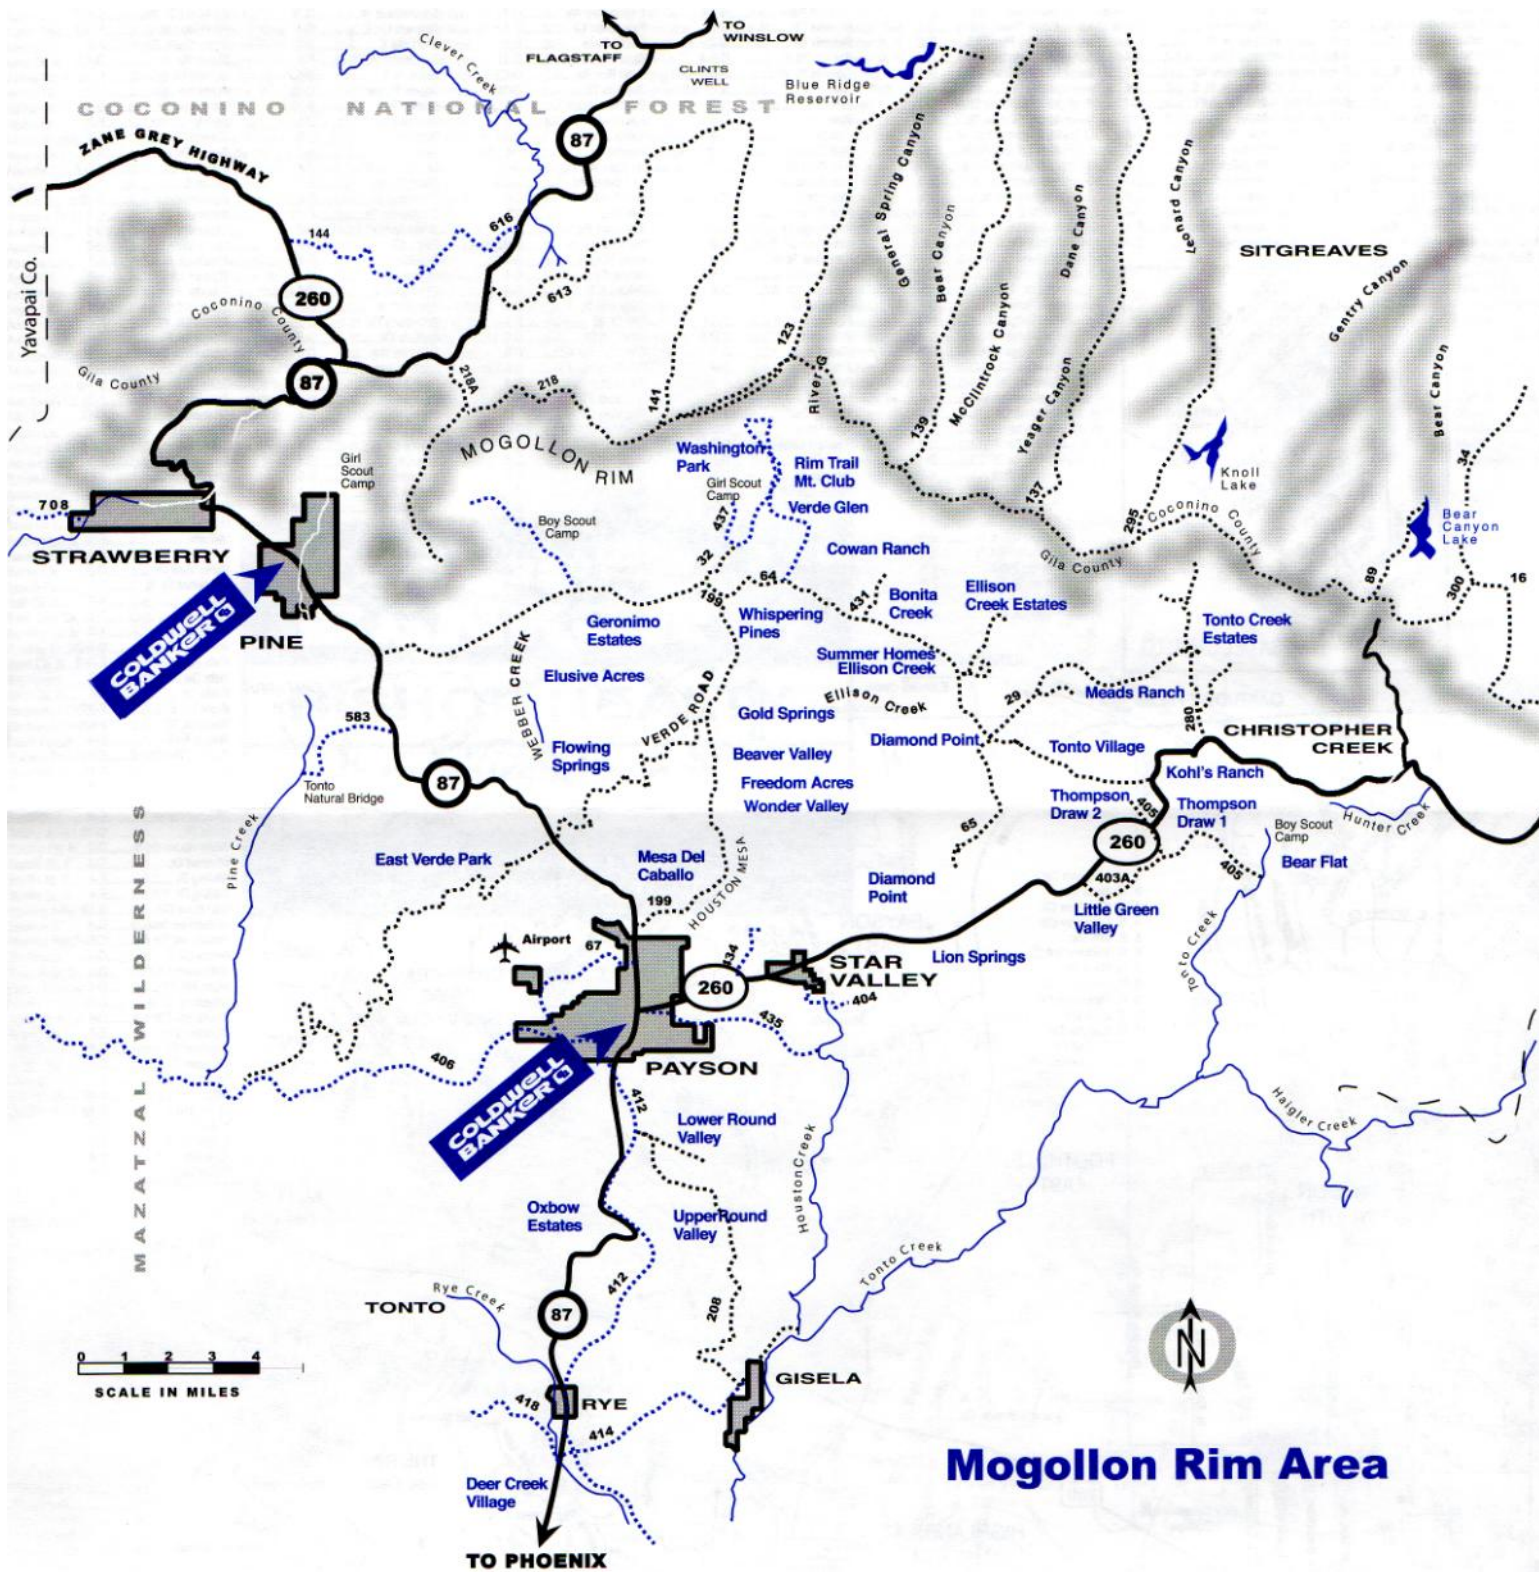 TO
WINSLOW
TO
FLAGSTAFF
CLINTS
WELL
Clever Creek
Blue Ridge
Reservoir
COCONINO NATIONAL FOREST
87
ZANE GREY HIGHWAY
144
616
613
260
Yavapai Co.
Coconino County
Gila County
87
218A
218
141
123
General Spring Canyon
Bear Canyon
McClintrock Canyon
Dane Canyon
Yeager Canyon
Leonard Canyon
SITGREAVES
Gentry Canyon
Bear Canyon
139
137
295
34
MOGOLLON RIM
Girl
Scout
Camp
Washington
Park
Girl Scout
Camp
437
Rim Trail
Mt. Club
Verde Glen
Cowan Ranch
Knoll
Lake
Bear
Canyon
Lake
Coconino County
Gila County
708
STRAWBERRY
PINE
COLDWELL
BANKER
Boy Scout
Camp
32
64
199
431
Bonita
Creek
Ellison
Creek Estates
89
300
16
Geronimo
Estates
Whispering
Pines
Tonto Creek
Estates
Summer Homes
Ellison Creek
Elusive Acres
WEBBER CREEK
VERDE ROAD
Ellison Creek
29
Meads Ranch
280
Gold Springs
583
Flowing
Springs
Beaver Valley
Diamond Point
Tonto Village
CHRISTOPHER
CREEK
Kohl's Ranch
Tonto
Natural Bridge
87
Freedom Acres
Wonder Valley
Thompson
Draw 2
405
Thompson
Draw 1
Hunter Creek
65
260
Boy Scout
Camp
Bear Flat
Pine Creek
East Verde Park
Mesa Del
Caballo
HOUSTON MESA
Diamond
Point
403A
405
199
Little Green
Valley
Tonto Creek
MAZATZAL WILDERNESS
Airport
67
434
260
STAR
VALLEY
Lion Springs
404
435
406
PAYSON
COLDWELL
BANKER
412
Lower Round
Valley
Houston Creek
Haigler Creek
Oxbow
Estates
Upper Round
Valley
Tonto Creek
412
Rye Creek
TONTO
87
208
0 1 2 3 4
SCALE IN MILES
N
GISELA
RYE
418
414
Mogollon Rim Area
Deer Creek
Village
TO PHOENIX